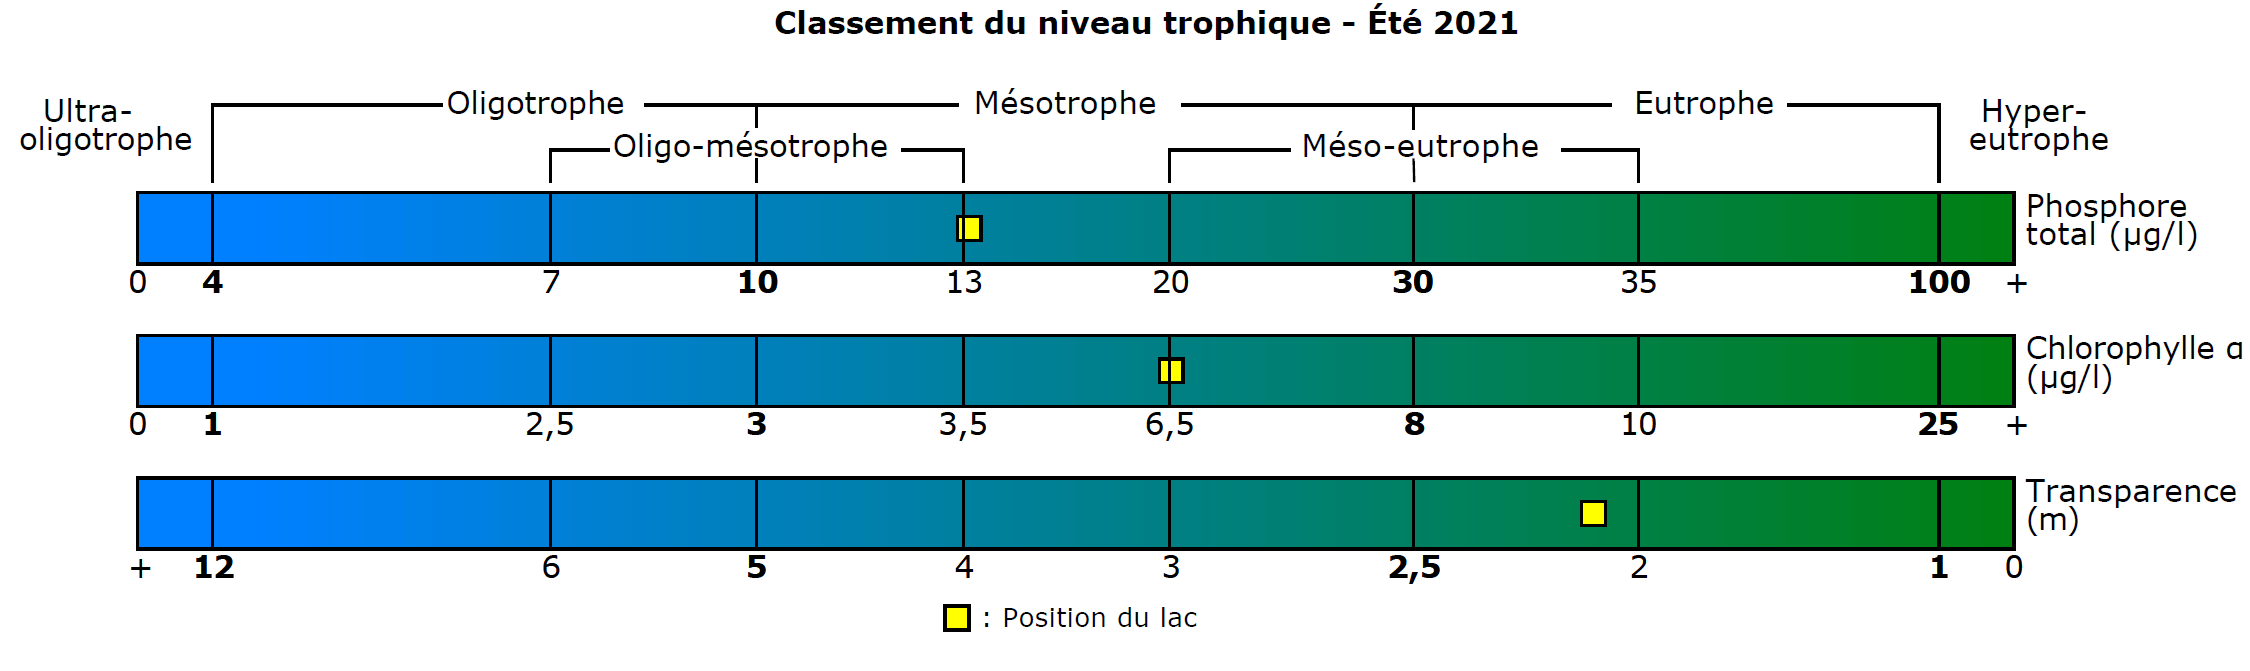 Classement du niveau trophique - Été 2021
Ultra-
oligotrophe
Oligotrophe
Mésotrophe
Eutrophe
Hyper-
eutrophe
Oligo-mésotrophe
Méso-eutrophe
Phosphore
total (µg/l)
0 4 7 10 13 20 30 35 100 +
Chlorophylle ɑ
(µg/l)
0 1 2,5 3 3,5 6,5 8 10 25 +
Transparence
(m)
+ 12 6 5 4 3 2,5 2 1 0
: Position du lac